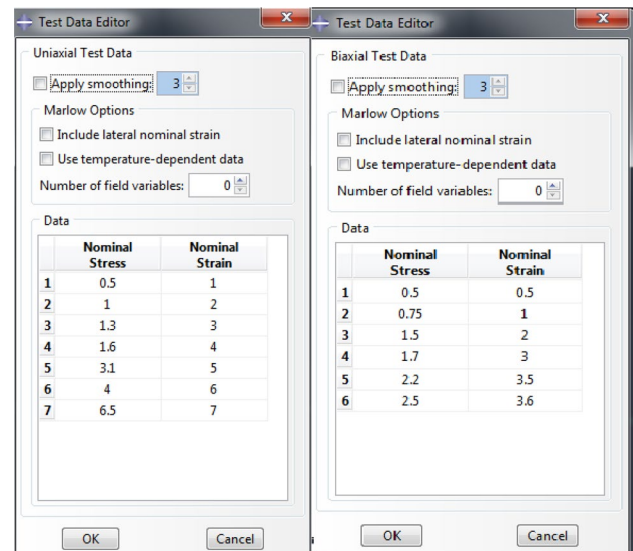 Test Data Editor
Uniaxial Test Data
Apply smoothing: 3
Marlow Options
Include lateral nominal strain
Use temperature-dependent data
Number of field variables: 0
Data
Nominal Stress Nominal Strain
1 0.5 1
2 1 2
3 1.3 3
4 1.6 4
5 3.1 5
6 4 6
7 6.5 7
OK Cancel
Test Data Editor
Biaxial Test Data
Apply smoothing: 3
Marlow Options
Include lateral nominal strain
Use temperature-dependent data
Number of field variables: 0
Data
Nominal Stress Nominal Strain
1 0.5 0.5
2 0.75 1
3 1.5 2
4 1.7 3
5 2.2 3.5
6 2.5 3.6
OK Cancel